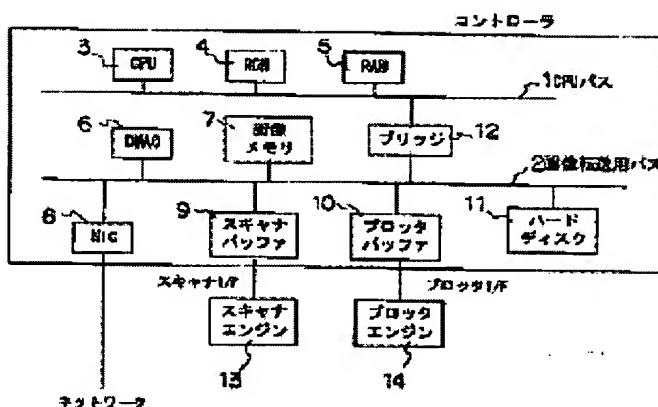 コントローラ
3 CPU
4 ROM
5 RAM
1 CPUバス
6 DMAC
7 画像
メモリ
ブリッジ 12
2 画像転送用バス
8 NIC
9 スキャナ
バッファ
10 プロッタ
バッファ
11 ハード
ディスク
スキャナI/F
プロッタI/F
スキャナ
エンジン
プロッタ
エンジン
13
14
ネットワーク